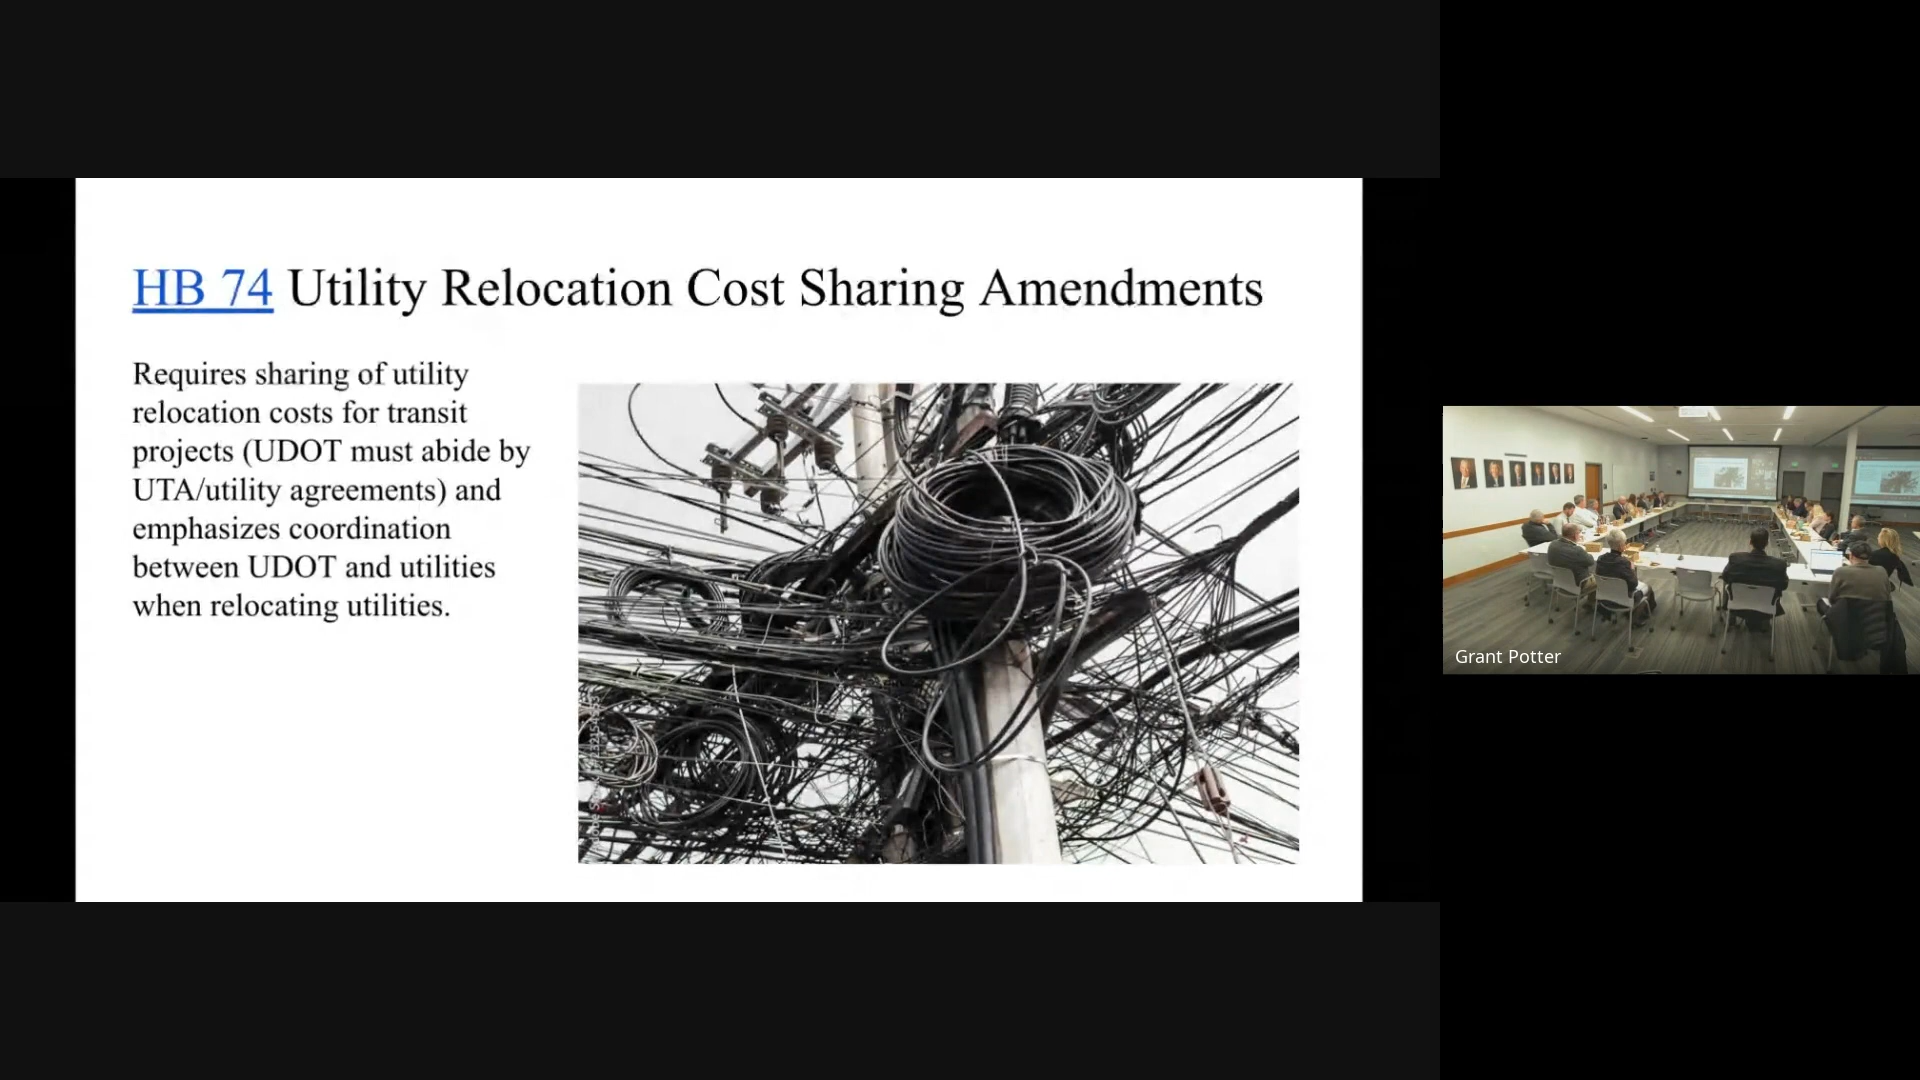 HB 74 Utility Relocation Cost Sharing Amendments
Requires sharing of utility
relocation costs for transit
projects (UDOT must abide by
UTA/utility agreements) and
emphasizes coordination
between UDOT and utilities
when relocating utilities.
Grant Potter